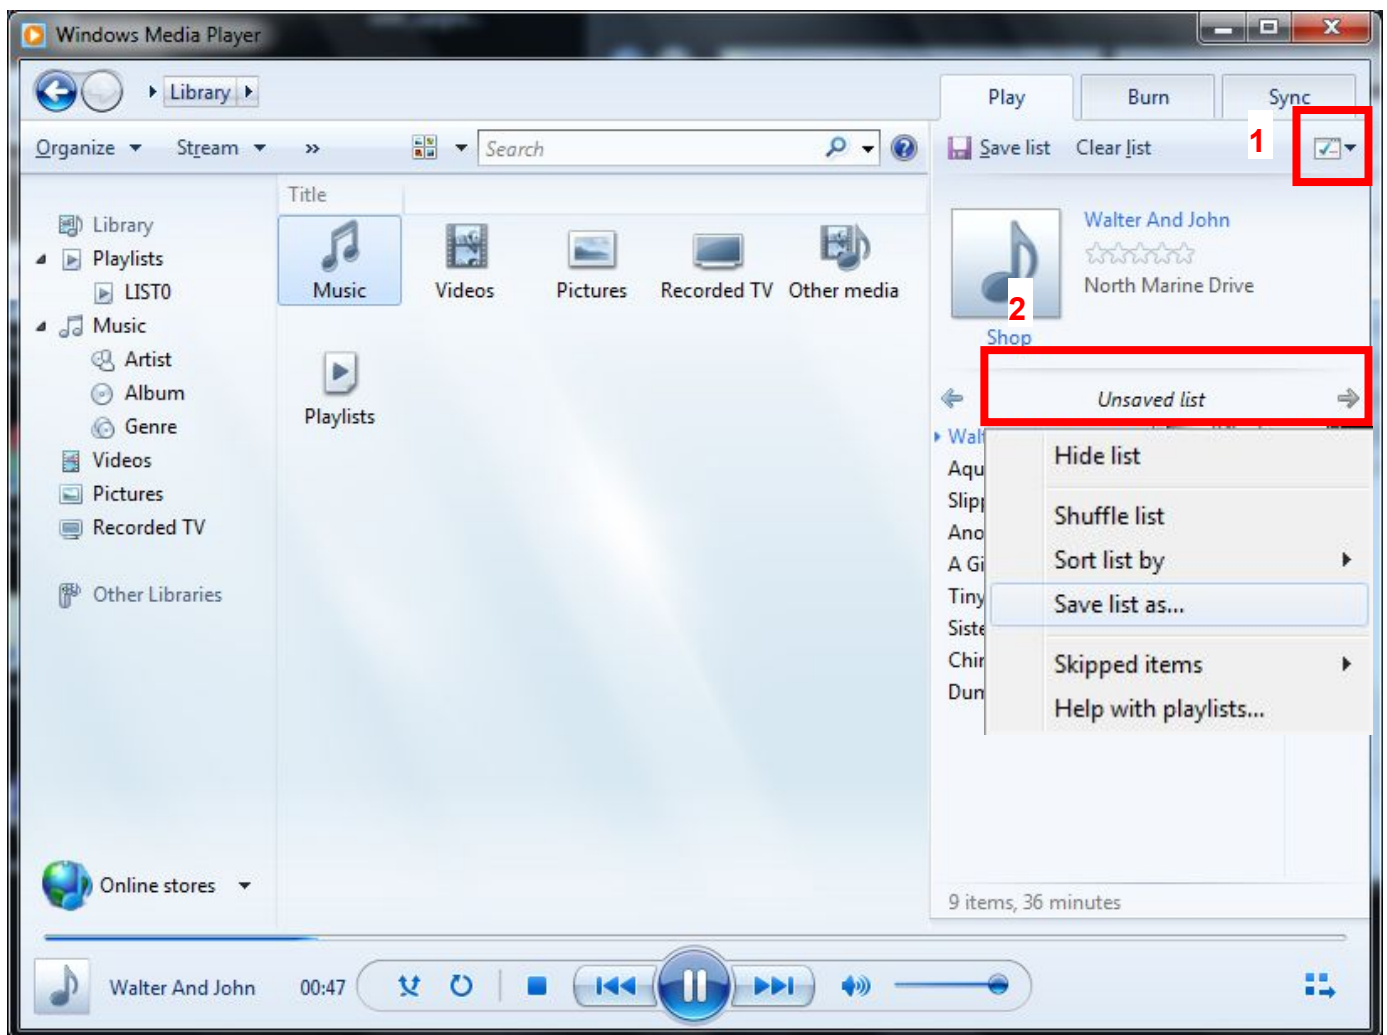 Windows Media Player
Library
Play
Burn
Sync
Organize
Stream
»
Search
Save list
Clear list
1
Title
Library
Playlists
LIST0
Music
Artist
Album
Genre
Videos
Pictures
Recorded TV
Other Libraries
Music
Videos
Pictures
Recorded TV
Other media
Playlists
Walter And John
North Marine Drive
2
Shop
Unsaved list
Hide list
Shuffle list
Sort list by
Save list as...
Skipped items
Help with playlists...
A Gi
Tiny
9 items, 36 minutes
Online stores
Walter And John
00:47